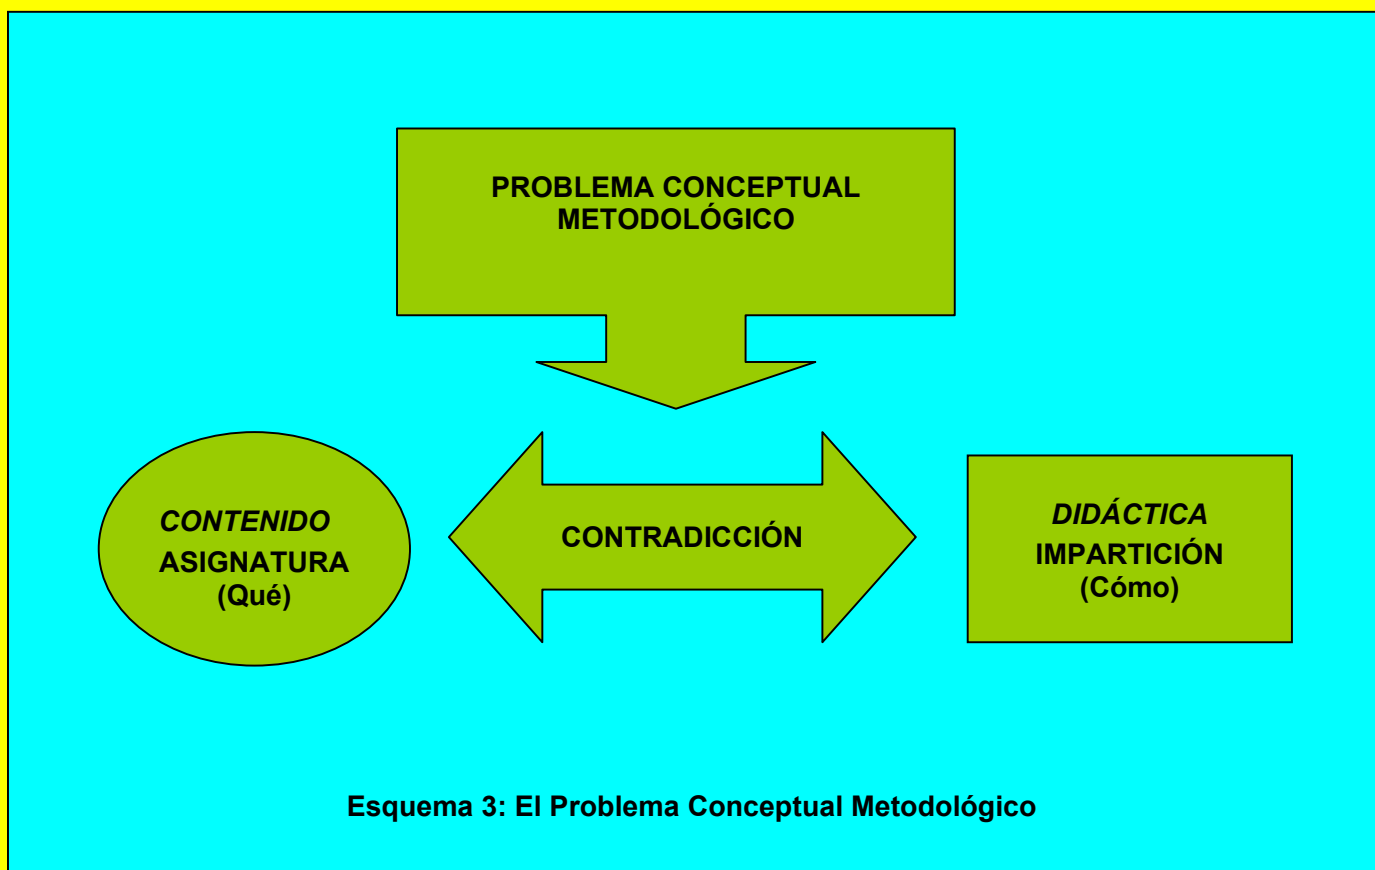 PROBLEMA CONCEPTUAL
METODOLÓGICO
CONTENIDO
ASIGNATURA
(Qué)
CONTRADICCIÓN
DIDÁCTICA
IMPARTICIÓN
(Cómo)
Esquema 3: El Problema Conceptual Metodológico